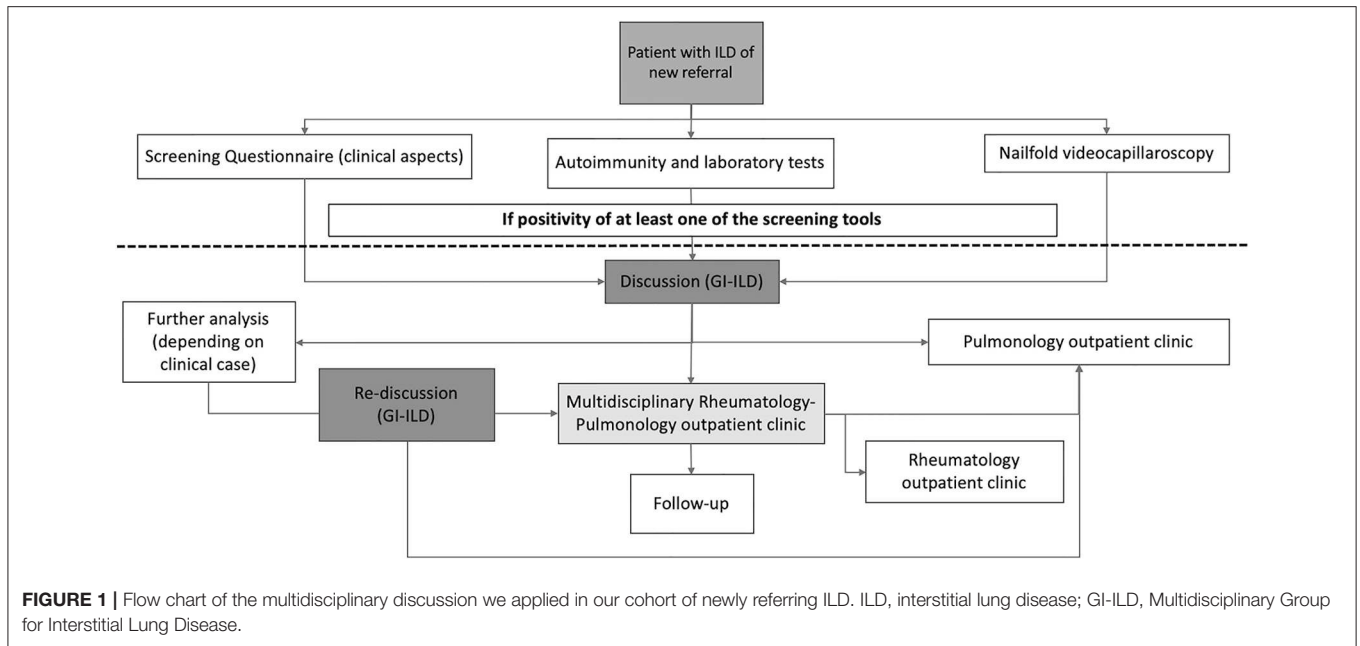 Patient with ILD of
new referral
Screening Questionnaire (clinical aspects)
Autoimmunity and laboratory tests
Nailfold videocapillaroscopy
If positivity of at least one of the screening tools
Discussion (GI-ILD)
Further analysis
(depending on
clinical case)
Pulmonology outpatient clinic
Re-discussion
(GI-ILD)
Multidisciplinary Rheumatology-
Pulmonology outpatient clinic
Rheumatology
outpatient clinic
Follow-up
FIGURE 1 | Flow chart of the multidisciplinary discussion we applied in our cohort of newly referring ILD. ILD, interstitial lung disease; GI-ILD, Multidisciplinary Group
for Interstitial Lung Disease.